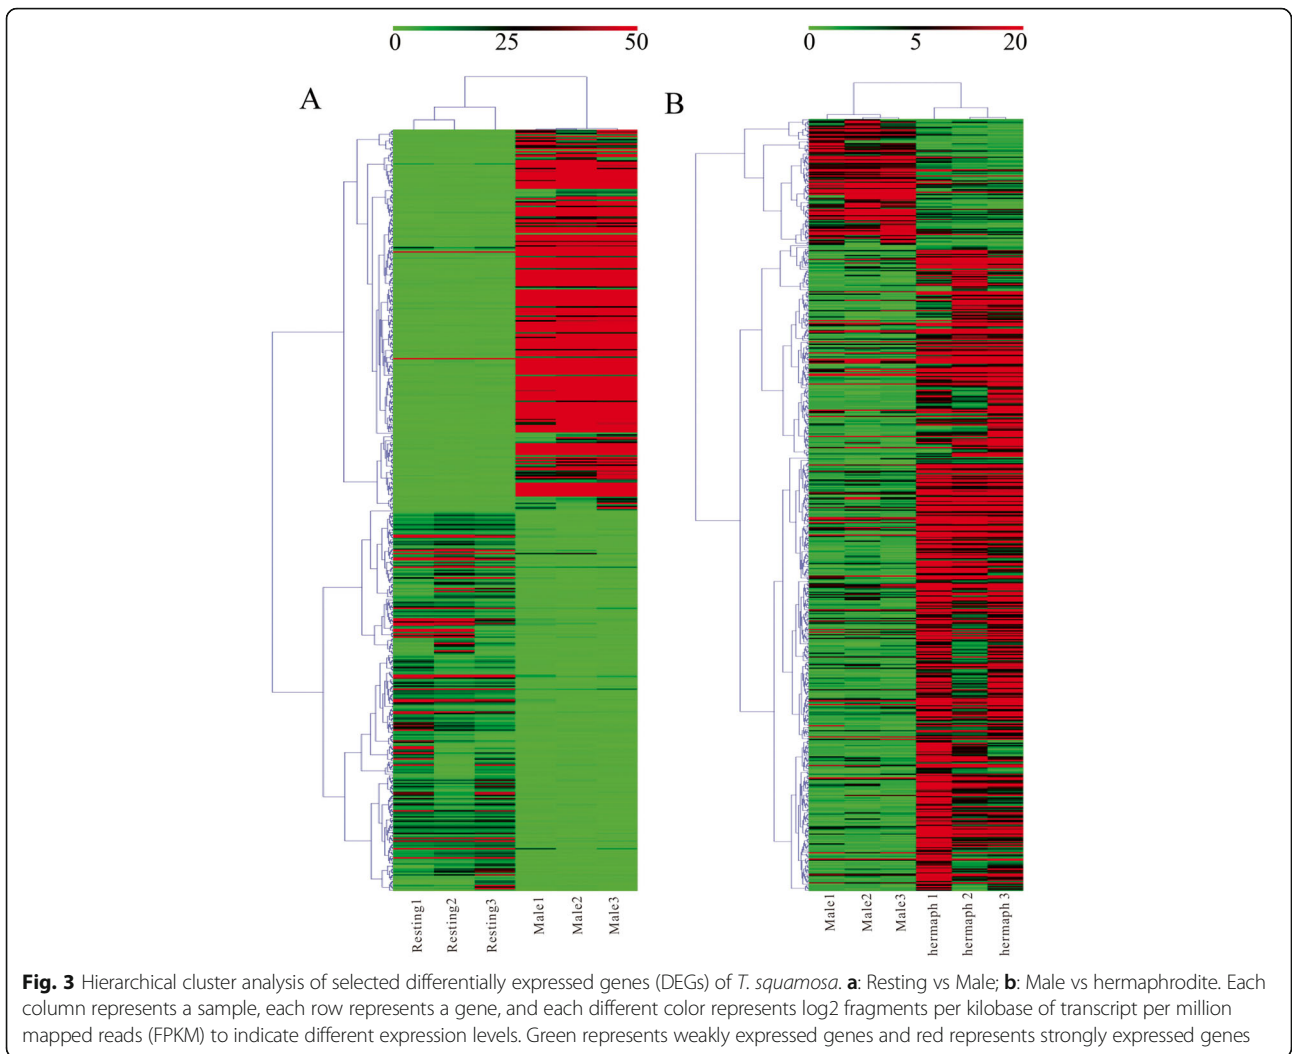 0 25 50
0 5 20
A
B
Resting1
Resting2
Resting3
Male1
Male2
Male3
Male1
Male2
Male3
hermaph 1
hermaph 2
hermaph 3
Fig. 3 Hierarchical cluster analysis of selected differentially expressed genes (DEGs) of T. squamosa. a: Resting vs Male; b: Male vs hermaphrodite. Each
column represents a sample, each row represents a gene, and each different color represents log2 fragments per kilobase of transcript per million
mapped reads (FPKM) to indicate different expression levels. Green represents weakly expressed genes and red represents strongly expressed genes